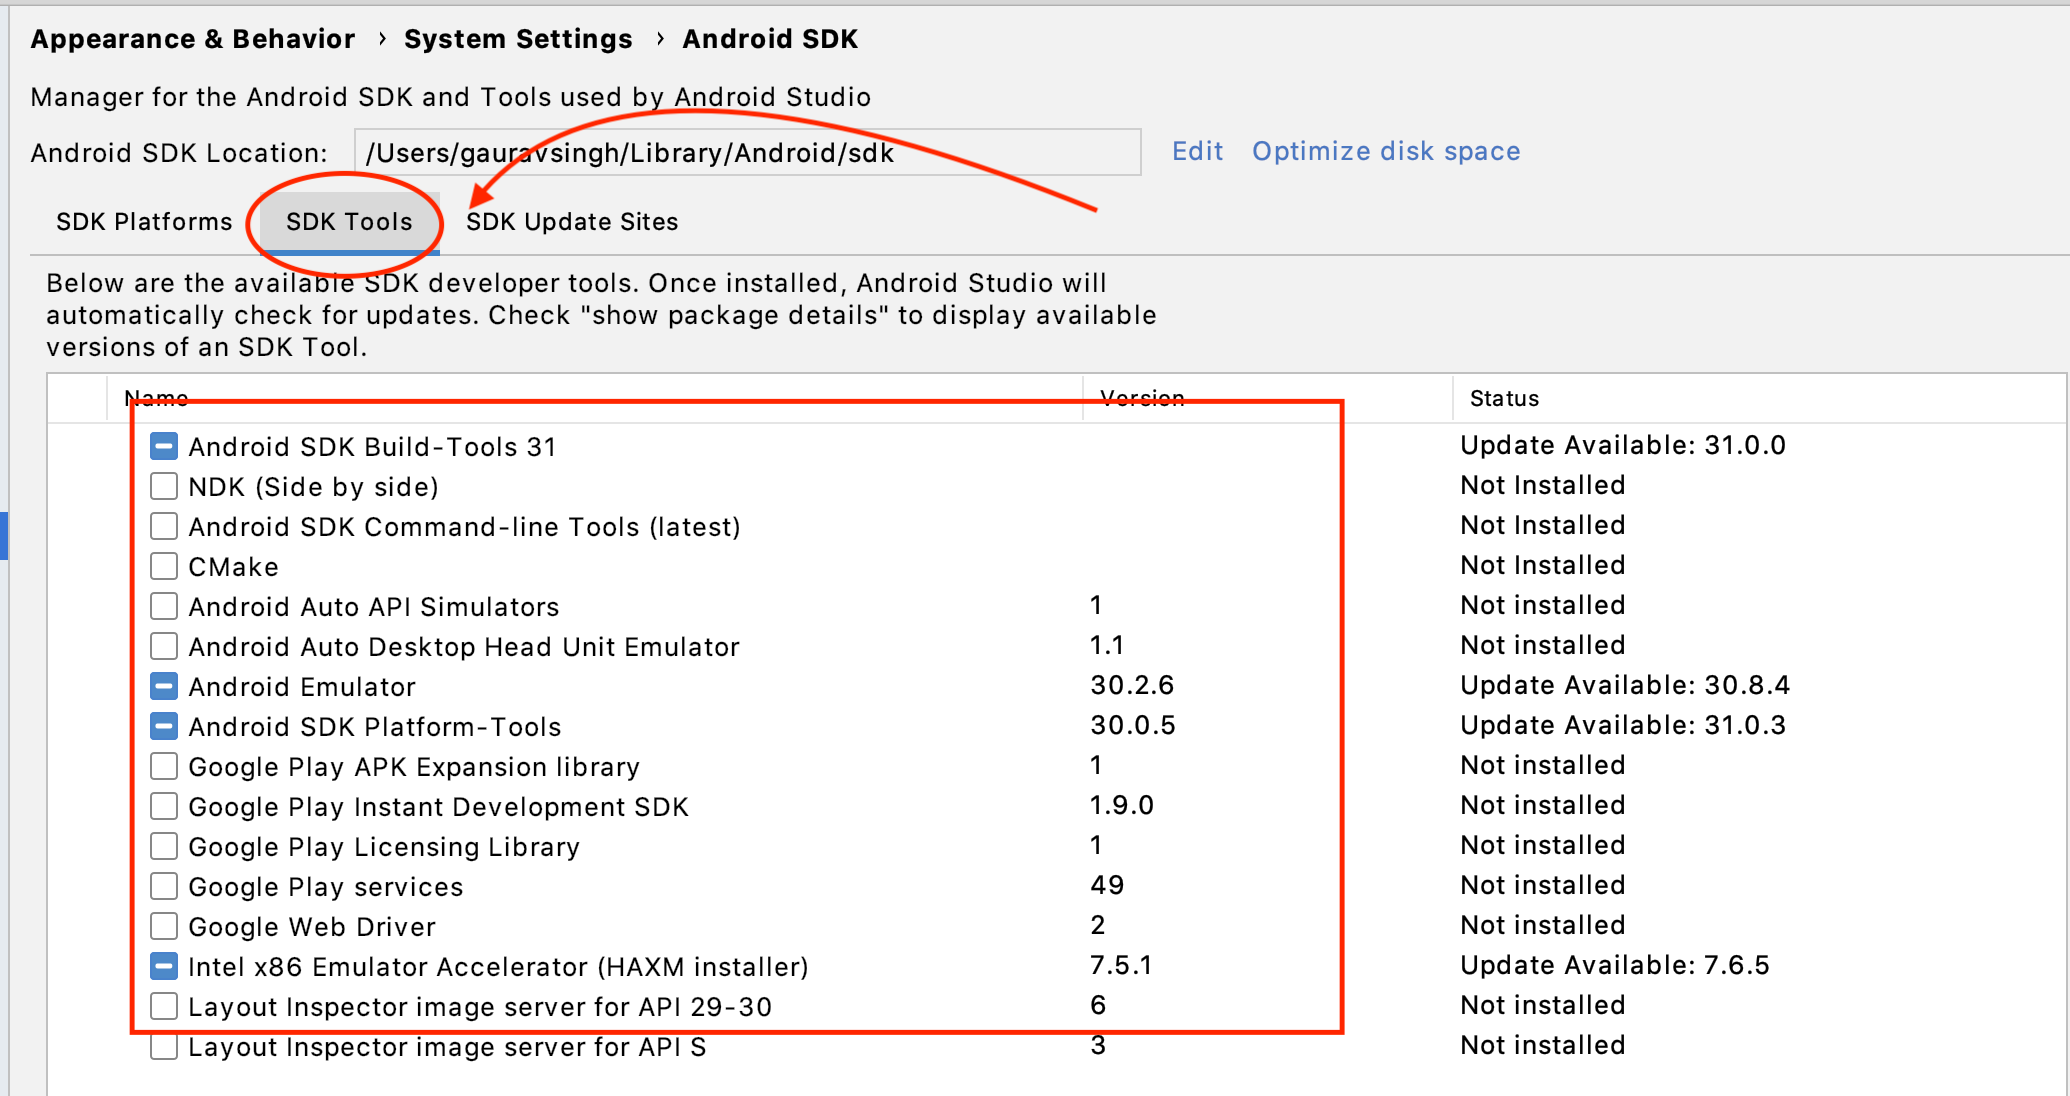 Appearance & Behavior › System Settings › Android SDK
Manager for the Android SDK and Tools used by Android Studio
Android SDK Location: /Users/gauravsingh/Library/Android/sdk Edit Optimize disk space
SDK Platforms SDK Tools SDK Update Sites
Below are the available SDK developer tools. Once installed, Android Studio will
automatically check for updates. Check "show package details" to display available
versions of an SDK Tool.
Name Version Status
Android SDK Build-Tools 31 Update Available: 31.0.0
NDK (Side by side) Not Installed
Android SDK Command-line Tools (latest) Not Installed
CMake Not Installed
Android Auto API Simulators 1 Not installed
Android Auto Desktop Head Unit Emulator 1.1 Not installed
Android Emulator 30.2.6 Update Available: 30.8.4
Android SDK Platform-Tools 30.0.5 Update Available: 31.0.3
Google Play APK Expansion library 1 Not installed
Google Play Instant Development SDK 1.9.0 Not installed
Google Play Licensing Library 1 Not installed
Google Play services 49 Not installed
Google Web Driver 2 Not installed
Intel x86 Emulator Accelerator (HAXM installer) 7.5.1 Update Available: 7.6.5
Layout Inspector image server for API 29-30 6 Not installed
Layout Inspector image server for API S 3 Not installed